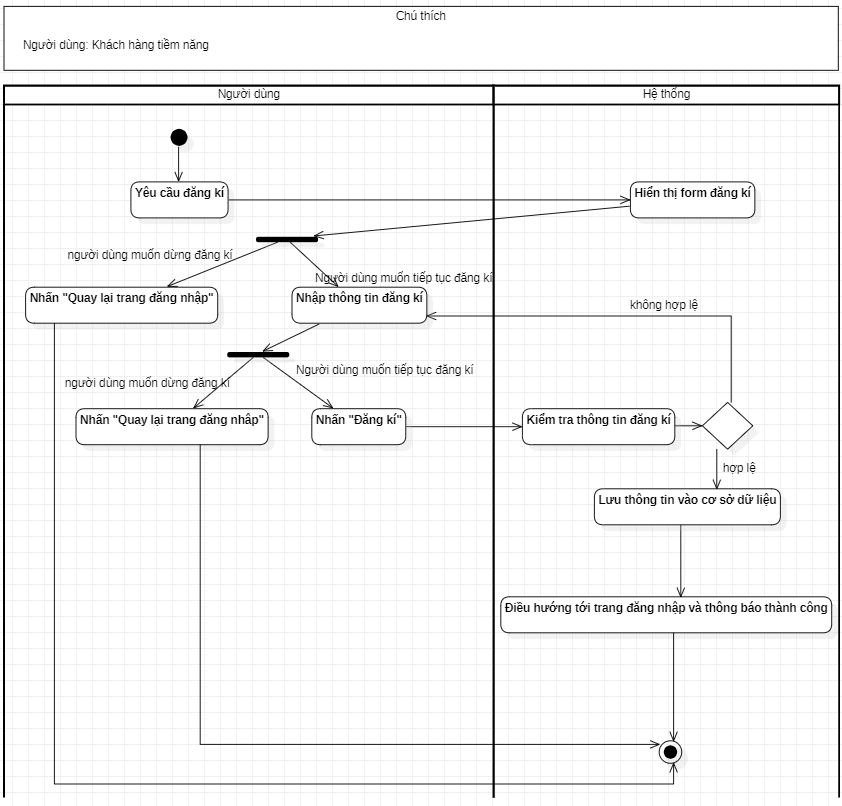 Chú thích
Người dùng: Khách hàng tiềm năng
Người dùng
Hệ thống
Yêu cầu đăng kí
Hiển thị form đăng kí
người dùng muốn dừng đăng kí
Người dùng muốn tiếp tục đăng kí
Nhấn "Quay lại trang đăng nhập"
Nhập thông tin đăng kí
không hợp lệ
Người dùng muốn tiếp tục đăng kí
người dùng muốn dừng đăng kí
Nhấn "Quay lại trang đăng nhâp"
Nhấn "Đăng kí"
Kiểm tra thông tin đăng kí
hợp lệ
Lưu thông tin vào cơ sở dữ liệu
Điều hướng tới trang đăng nhập và thông báo thành công